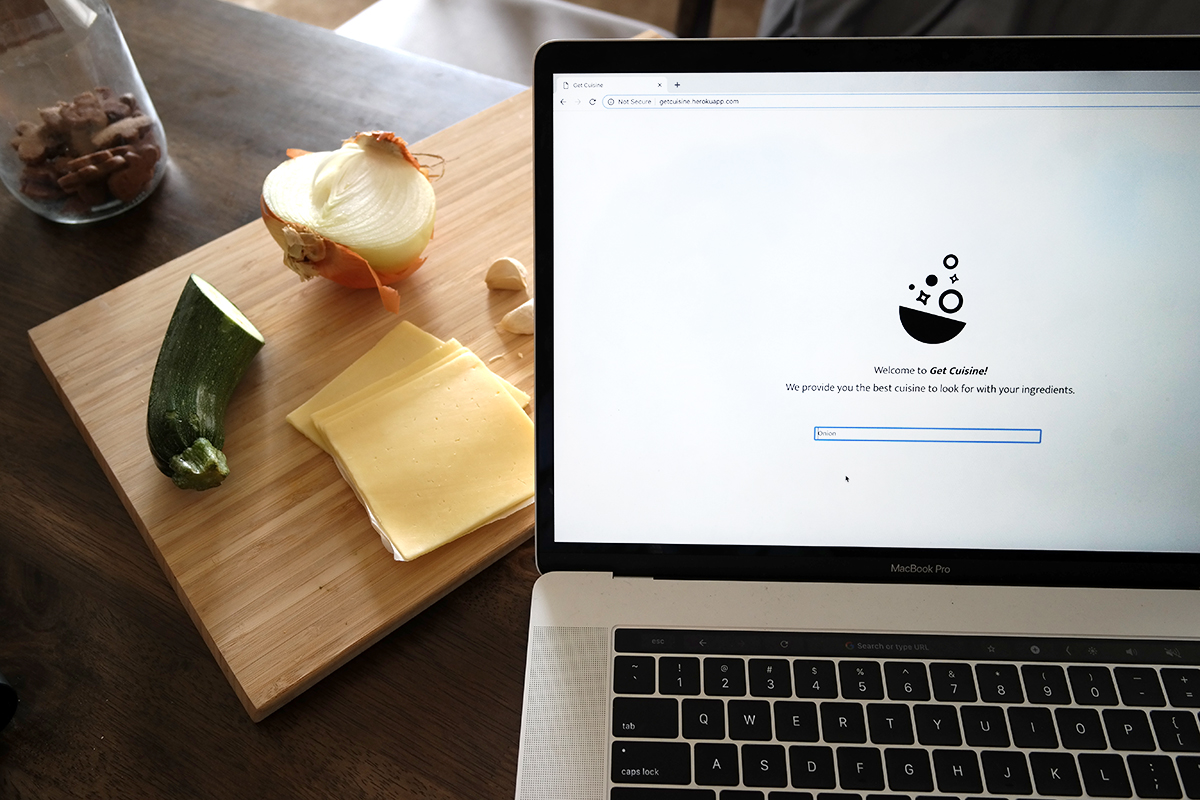 Get Cuisine
Not Secure getcuisine.herokuapp.com
Welcome to Get Cuisine!
We provide you the best cuisine to look for with your ingredients.
Onion
MacBook Pro
esc Search or type URL
~ ! @ # $ % ^ & * ( ) - +
` 1 2 3 4 5 6 7 8 9 0 =
tab Q W E R T Y U I O P { [
caps lock A S D F G H J K L : ;